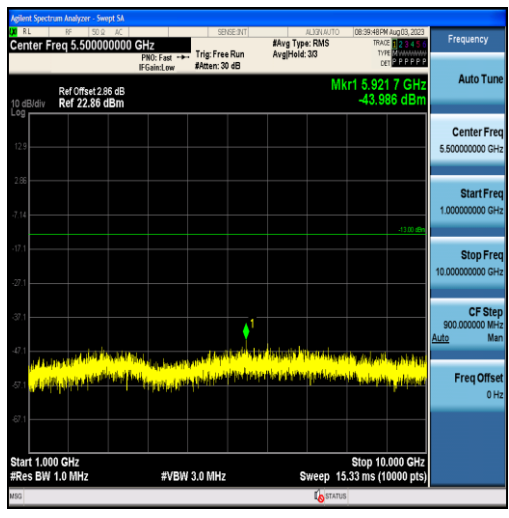 Agilent Spectrum Analyzer - Swept SA
RL RF 50 Ω AC SENSE:INT ALIGN AUTO 08:39:48 PM Aug 03, 2023
Center Freq 5.500000000 GHz
PNO: Fast
IFGain:Low
Trig: Free Run
#Atten: 30 dB
#Avg Type: RMS
Avg|Hold: 3/3
TRACE 1 2 3 4 5 6
TYPE
DET P P P P P P
Frequency
Mkr1 5.921 7 GHz
-43.986 dBm
Ref Offset 2.86 dB
10 dB/div Ref 22.86 dBm
Log
12.9
2.86
-7.14
-13.00 dBm
-17.1
-27.1
-37.1
1
-47.1
-57.1
-67.1
Start 1.000 GHz Stop 10.000 GHz
#Res BW 1.0 MHz #VBW 3.0 MHz Sweep 15.33 ms (10000 pts)
Auto Tune
Center Freq
5.500000000 GHz
Start Freq
1.000000000 GHz
Stop Freq
10.000000000 GHz
CF Step
900.000000 MHz
Auto Man
Freq Offset
0 Hz
MSG STATUS